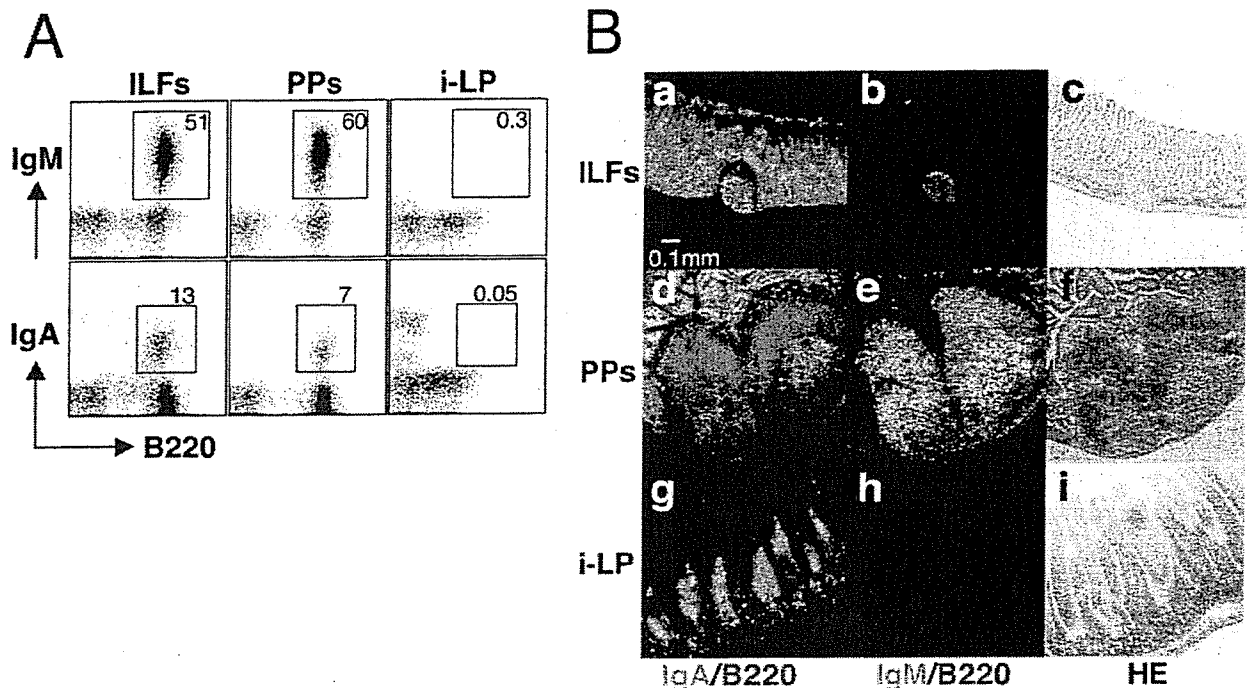 A
ILFs PPs i-LP
IgM
51
60
0.3
IgA
13
7
0.05
B220
B
a
b
c
ILFs
0.1mm
d
e
f
PPs
g
h
i
i-LP
IgA/B220
IgM/B220
HE